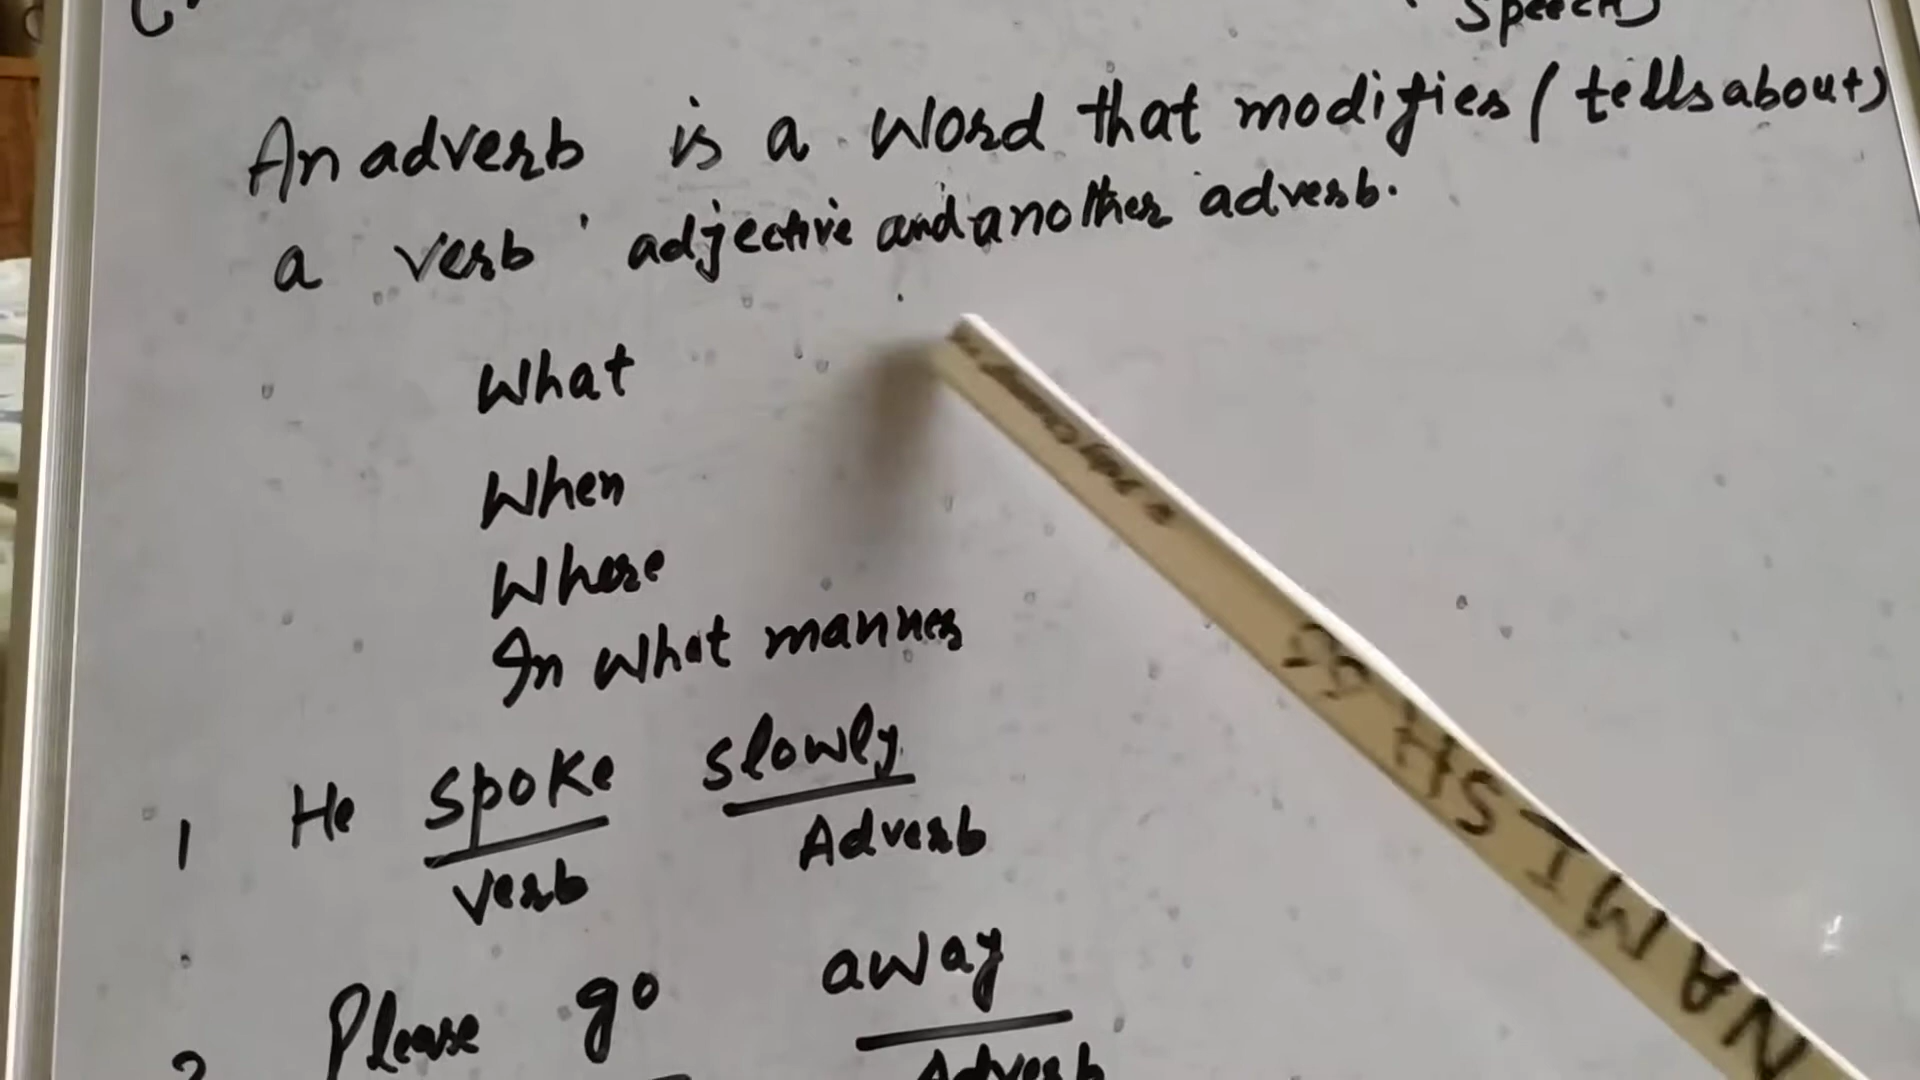 Speech)
An adverb is a word that modifies (tells about)
a verb, adjective and another adverb.
What
When
Where
In what manner
1 He spoke slowly
Verb Adverb
2 Please go away
Adverb
NAMISH